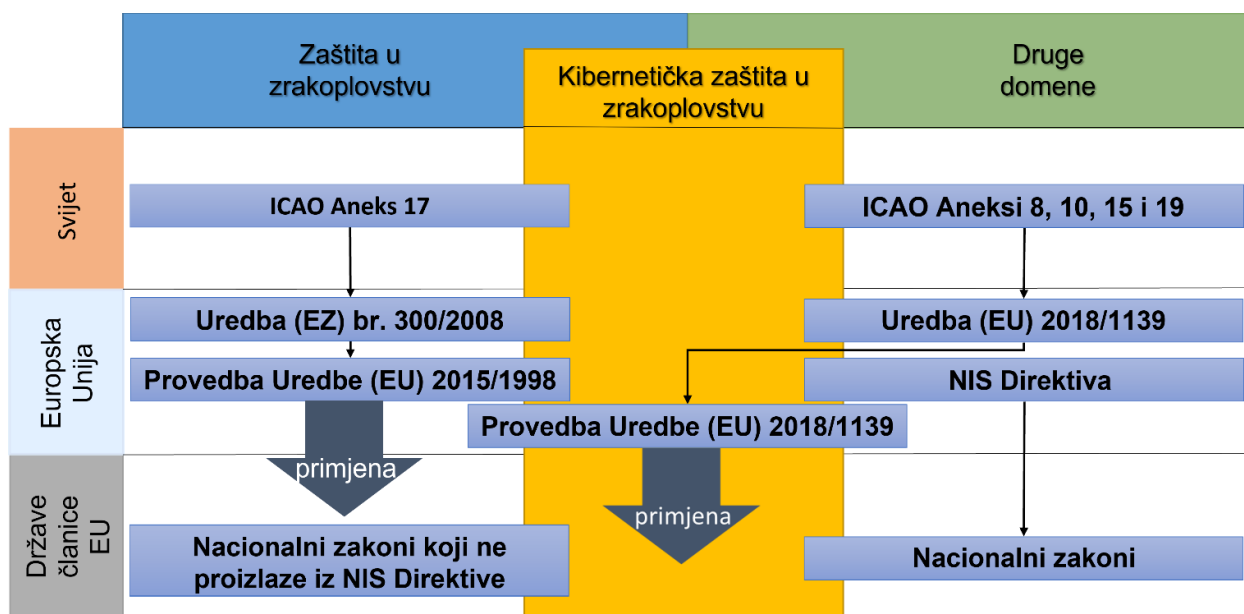 Zaštita u
zrakoplovstvu
Kibernetička zaštita u
zrakoplovstvu
Druge
domene
Svijet
ICAO Aneks 17
ICAO Aneksi 8, 10, 15 i 19
Europska
Unija
Uredba (EZ) br. 300/2008
Uredba (EU) 2018/1139
Provedba Uredbe (EU) 2015/1998
NIS Direktiva
Provedba Uredbe (EU) 2018/1139
primjena
primjena
Države
članice
EU
Nacionalni zakoni koji ne
proizlaze iz NIS Direktive
Nacionalni zakoni